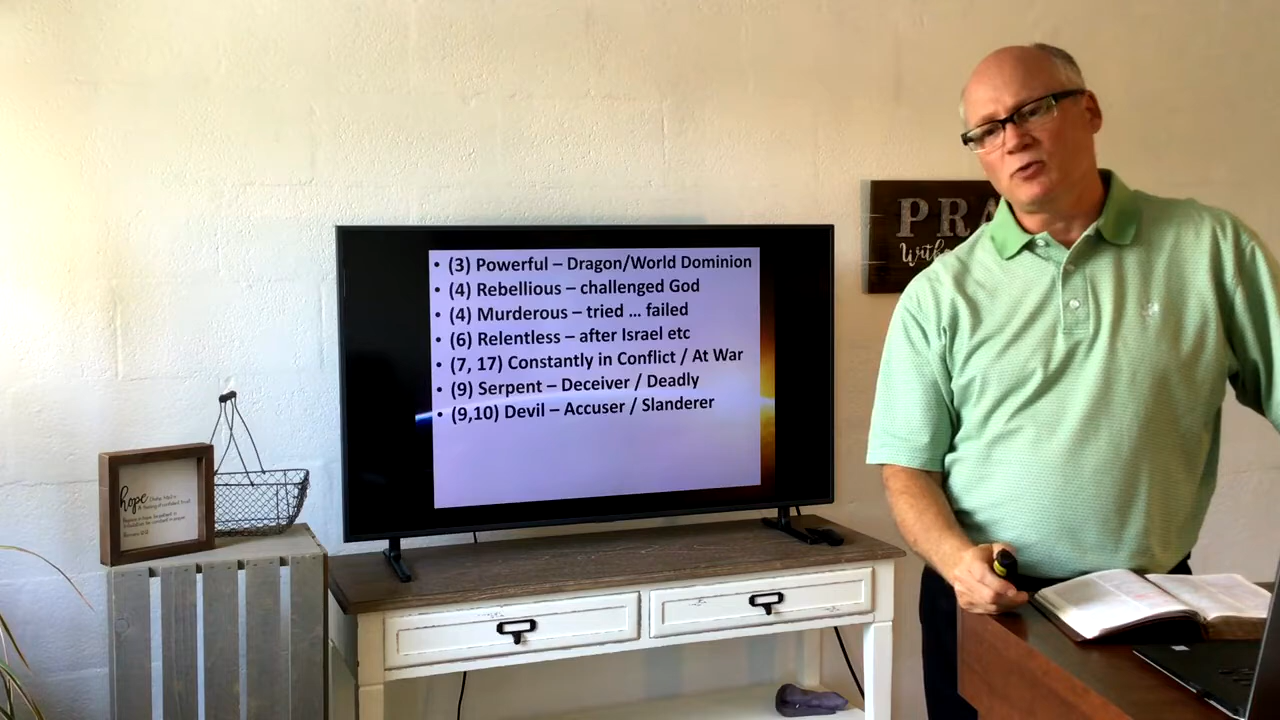 • (3) Powerful – Dragon/World Dominion
• (4) Rebellious – challenged God
• (4) Murderous – tried ... failed
• (6) Relentless – after Israel etc
• (7, 17) Constantly in Conflict / At War
• (9) Serpent – Deceiver / Deadly
• (9,10) Devil – Accuser / Slanderer
PRA
hope